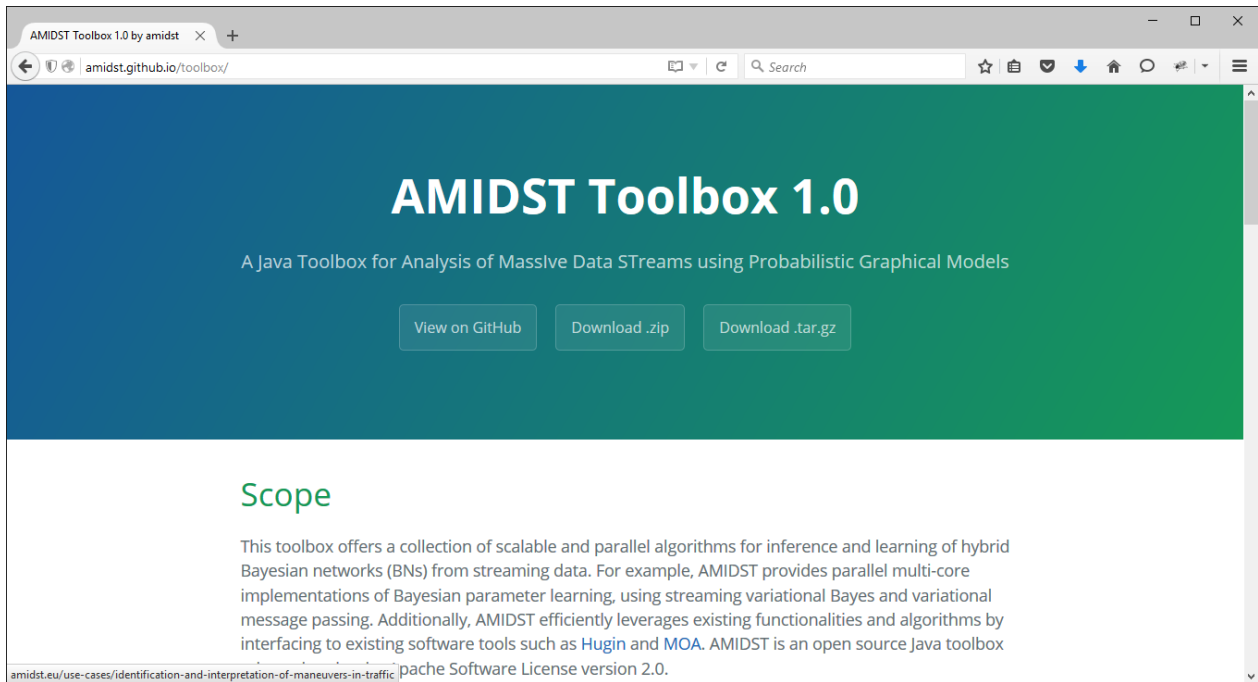 AMIDST Toolbox 1.0 by amidst
amidst.github.io/toolbox/
Search
AMIDST Toolbox 1.0
A Java Toolbox for Analysis of MassIve Data STreams using Probabilistic Graphical Models
View on GitHub
Download .zip
Download .tar.gz
Scope
This toolbox offers a collection of scalable and parallel algorithms for inference and learning of hybrid
Bayesian networks (BNs) from streaming data. For example, AMIDST provides parallel multi-core
implementations of Bayesian parameter learning, using streaming variational Bayes and variational
message passing. Additionally, AMIDST efficiently leverages existing functionalities and algorithms by
interfacing to existing software tools such as Hugin and MOA. AMIDST is an open source Java toolbox
pache Software License version 2.0.
amidst.eu/use-cases/identification-and-interpretation-of-maneuvers-in-traffic